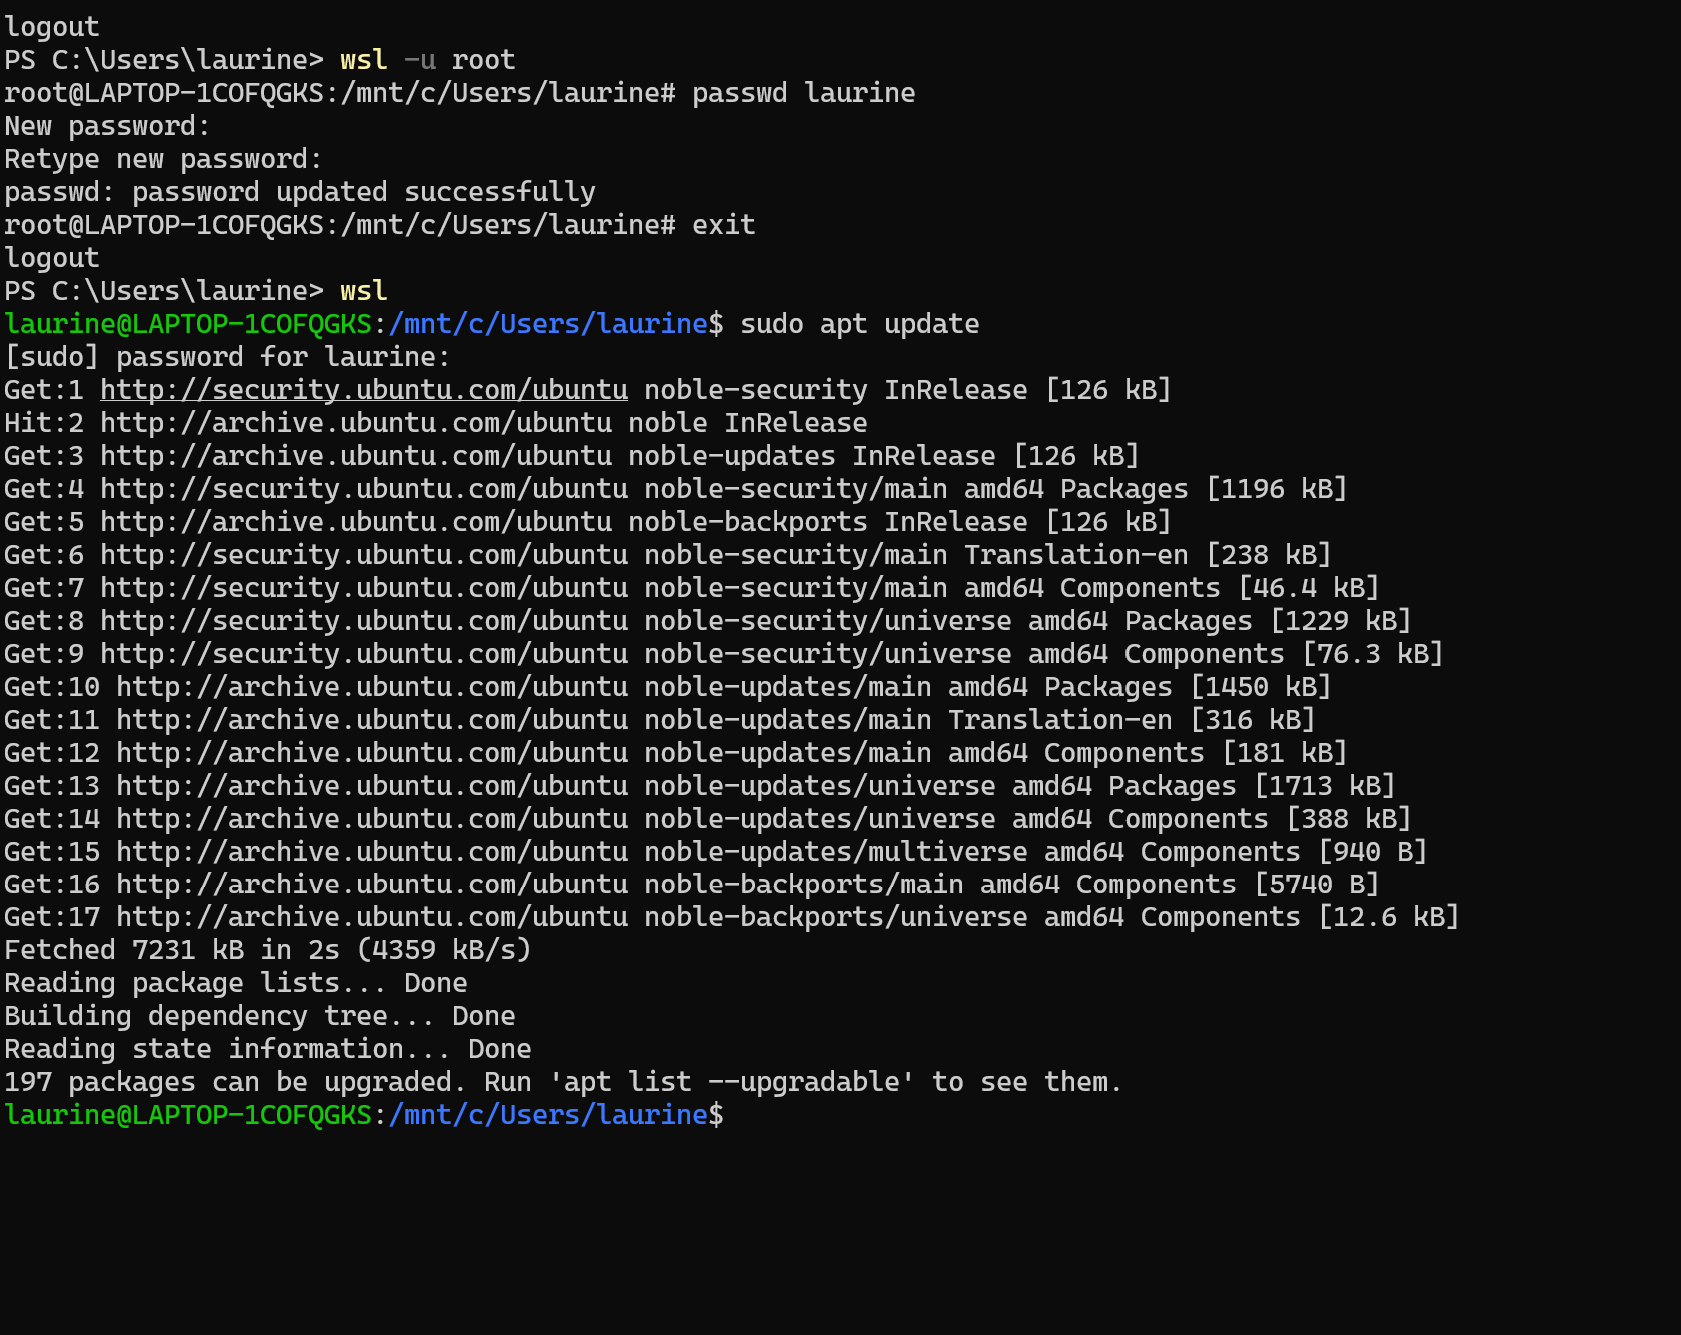 logout
PS C:\Users\laurine> wsl -u root
root@LAPTOP-1COFQGKS:/mnt/c/Users/laurine# passwd laurine
New password:
Retype new password:
passwd: password updated successfully
root@LAPTOP-1COFQGKS:/mnt/c/Users/laurine# exit
logout
PS C:\Users\laurine> wsl
laurine@LAPTOP-1COFQGKS:/mnt/c/Users/laurine$ sudo apt update
[sudo] password for laurine:
Get:1 http://security.ubuntu.com/ubuntu noble-security InRelease [126 kB]
Hit:2 http://archive.ubuntu.com/ubuntu noble InRelease
Get:3 http://archive.ubuntu.com/ubuntu noble-updates InRelease [126 kB]
Get:4 http://security.ubuntu.com/ubuntu noble-security/main amd64 Packages [1196 kB]
Get:5 http://archive.ubuntu.com/ubuntu noble-backports InRelease [126 kB]
Get:6 http://security.ubuntu.com/ubuntu noble-security/main Translation-en [238 kB]
Get:7 http://security.ubuntu.com/ubuntu noble-security/main amd64 Components [46.4 kB]
Get:8 http://security.ubuntu.com/ubuntu noble-security/universe amd64 Packages [1229 kB]
Get:9 http://security.ubuntu.com/ubuntu noble-security/universe amd64 Components [76.3 kB]
Get:10 http://archive.ubuntu.com/ubuntu noble-updates/main amd64 Packages [1450 kB]
Get:11 http://archive.ubuntu.com/ubuntu noble-updates/main Translation-en [316 kB]
Get:12 http://archive.ubuntu.com/ubuntu noble-updates/main amd64 Components [181 kB]
Get:13 http://archive.ubuntu.com/ubuntu noble-updates/universe amd64 Packages [1713 kB]
Get:14 http://archive.ubuntu.com/ubuntu noble-updates/universe amd64 Components [388 kB]
Get:15 http://archive.ubuntu.com/ubuntu noble-updates/multiverse amd64 Components [940 B]
Get:16 http://archive.ubuntu.com/ubuntu noble-backports/main amd64 Components [5740 B]
Get:17 http://archive.ubuntu.com/ubuntu noble-backports/universe amd64 Components [12.6 kB]
Fetched 7231 kB in 2s (4359 kB/s)
Reading package lists... Done
Building dependency tree... Done
Reading state information... Done
197 packages can be upgraded. Run 'apt list --upgradable' to see them.
laurine@LAPTOP-1COFQGKS:/mnt/c/Users/laurine$